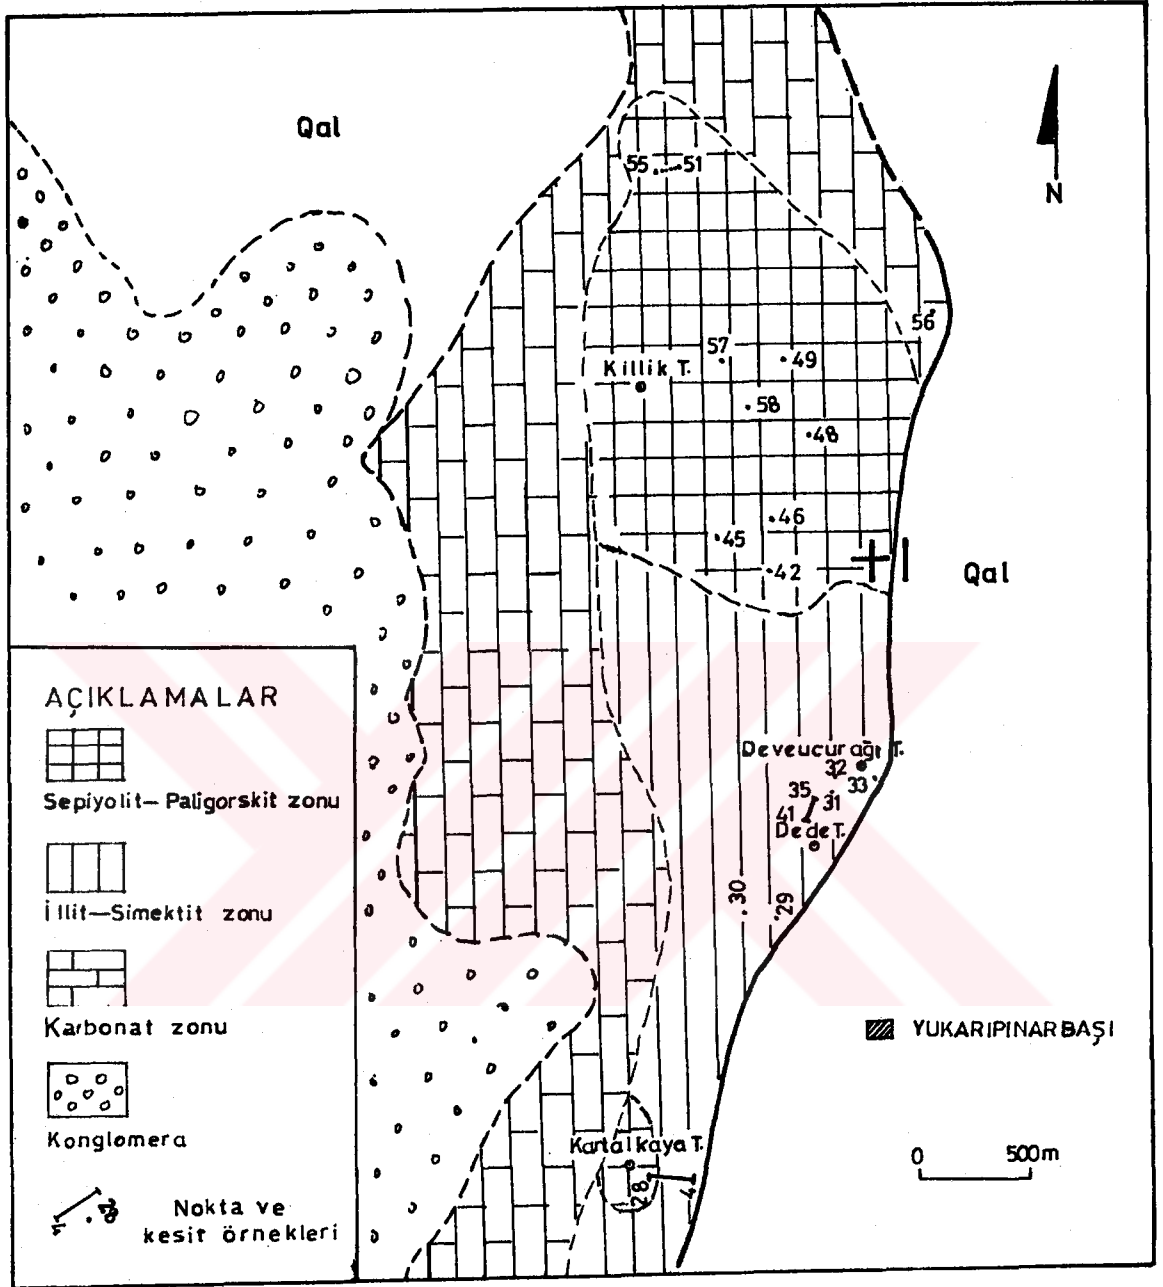 Qal
N
55 51
56
57
49
Killik T.
58
48
46
45
42
Qal
Deveucurağı T.
32
33
35
31
41
Dede T.
30
29
YUKARIPINARBAŞI
Kartalkaya T.
28
4
0 500m
AÇIKLAMALAR
Sepiyolit-Paligorskit zonu
İllit-Simektit zonu
Karbonat zonu
Konglomera
Nokta ve
kesit örnekleri